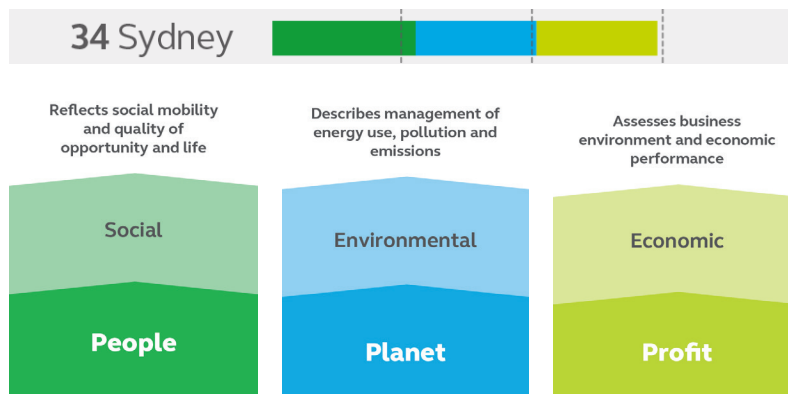 34 Sydney
Reflects social mobility
and quality of
opportunity and life
Describes management of
energy use, pollution and
emissions
Assesses business
environment and economic
performance
Social
Environmental
Economic
People
Planet
Profit